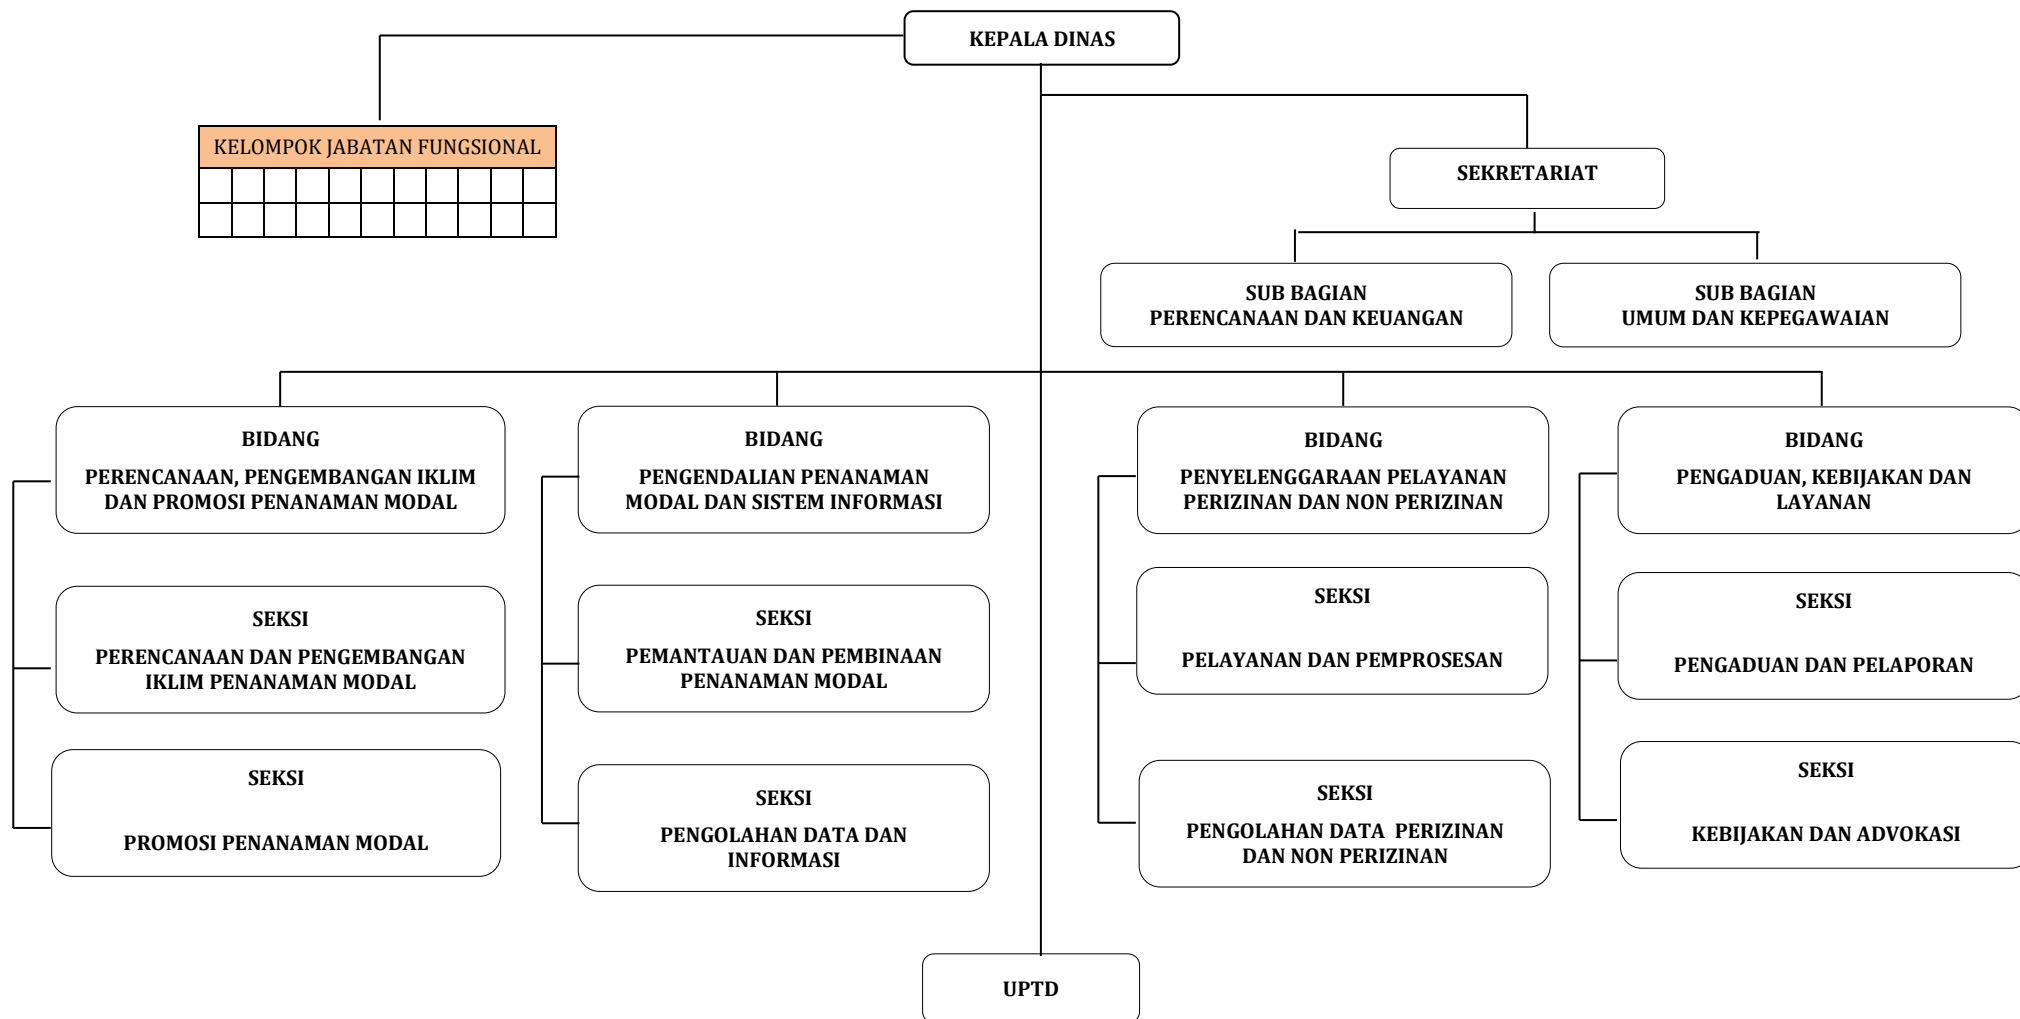 KEPALA DINAS
KELOMPOK JABATAN FUNGSIONAL
SEKRETARIAT
SUB BAGIAN
PERENCANAAN DAN KEUANGAN
SUB BAGIAN
UMUM DAN KEPEGAWAIAN
BIDANG
PERENCANAAN, PENGEMBANGAN IKLIM
DAN PROMOSI PENANAMAN MODAL
BIDANG
PENGENDALIAN PENANAMAN
MODAL DAN SISTEM INFORMASI
BIDANG
PENYELENGGARAAN PELAYANAN
PERIZINAN DAN NON PERIZINAN
BIDANG
PENGADUAN, KEBIJAKAN DAN
LAYANAN
SEKSI
PERENCANAAN DAN PENGEMBANGAN
IKLIM PENANAMAN MODAL
SEKSI
PEMANTAUAN DAN PEMBINAAN
PENANAMAN MODAL
SEKSI
PELAYANAN DAN PEMPROSESAN
SEKSI
PENGADUAN DAN PELAPORAN
SEKSI
PROMOSI PENANAMAN MODAL
SEKSI
PENGOLAHAN DATA DAN
INFORMASI
SEKSI
PENGOLAHAN DATA  PERIZINAN
DAN NON PERIZINAN
SEKSI
KEBIJAKAN DAN ADVOKASI
UPTD